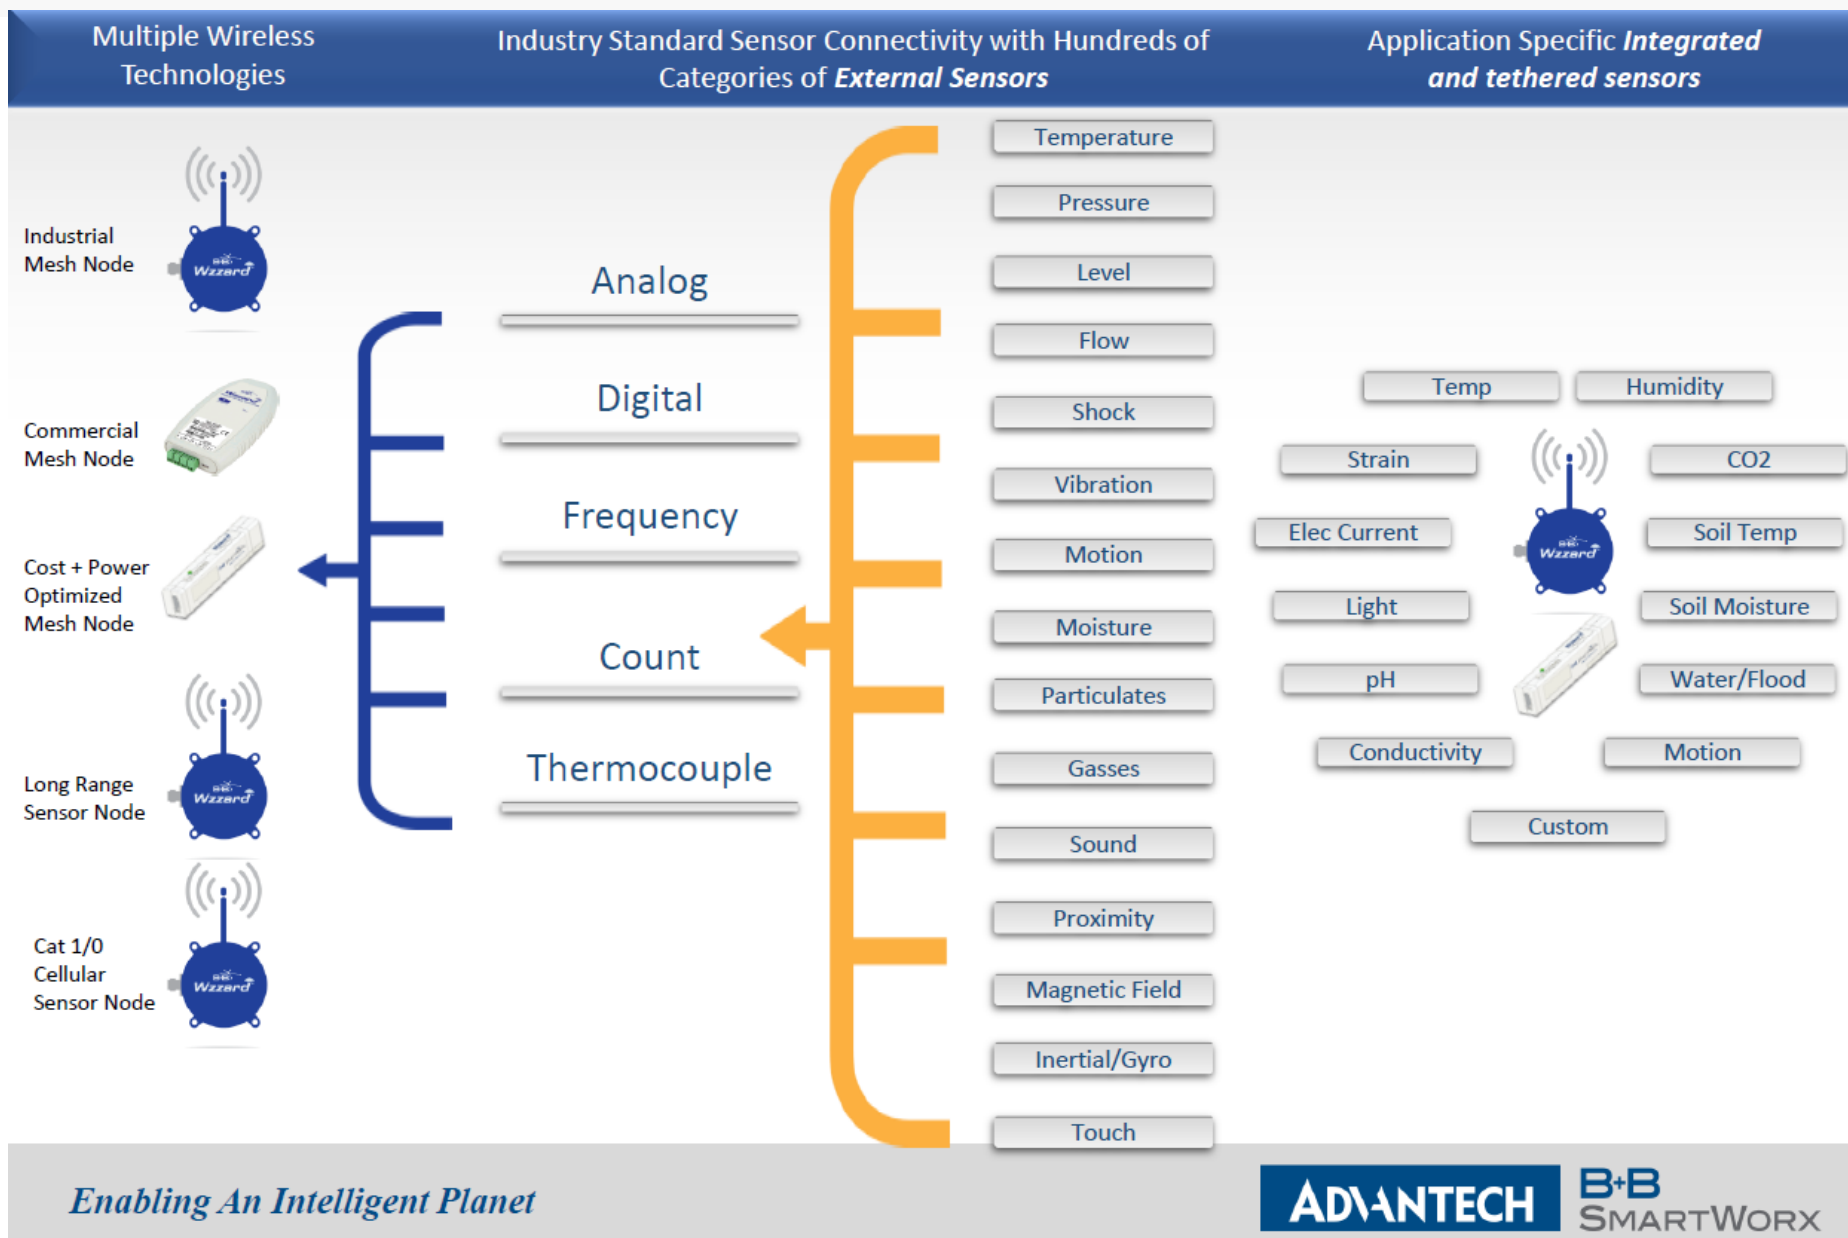 Multiple Wireless
Technologies
Industry Standard Sensor Connectivity with Hundreds of
Categories of External Sensors
Application Specific Integrated
and tethered sensors
Industrial
Mesh Node
B+B
Wzzard
Commercial
Mesh Node
Cost + Power
Optimized
Mesh Node
Long Range
Sensor Node
B+B
Wzzard
Cat 1/0
Cellular
Sensor Node
B+B
Wzzard
Analog
Digital
Frequency
Count
Thermocouple
Temperature
Pressure
Level
Flow
Shock
Vibration
Motion
Moisture
Particulates
Gasses
Sound
Proximity
Magnetic Field
Inertial/Gyro
Touch
Temp
Humidity
Strain
CO2
Elec Current
Soil Temp
B+B
Wzzard
Light
Soil Moisture
pH
Water/Flood
Conductivity
Motion
Custom
Enabling An Intelligent Planet
ADVANTECH
B+B
SMARTWORX